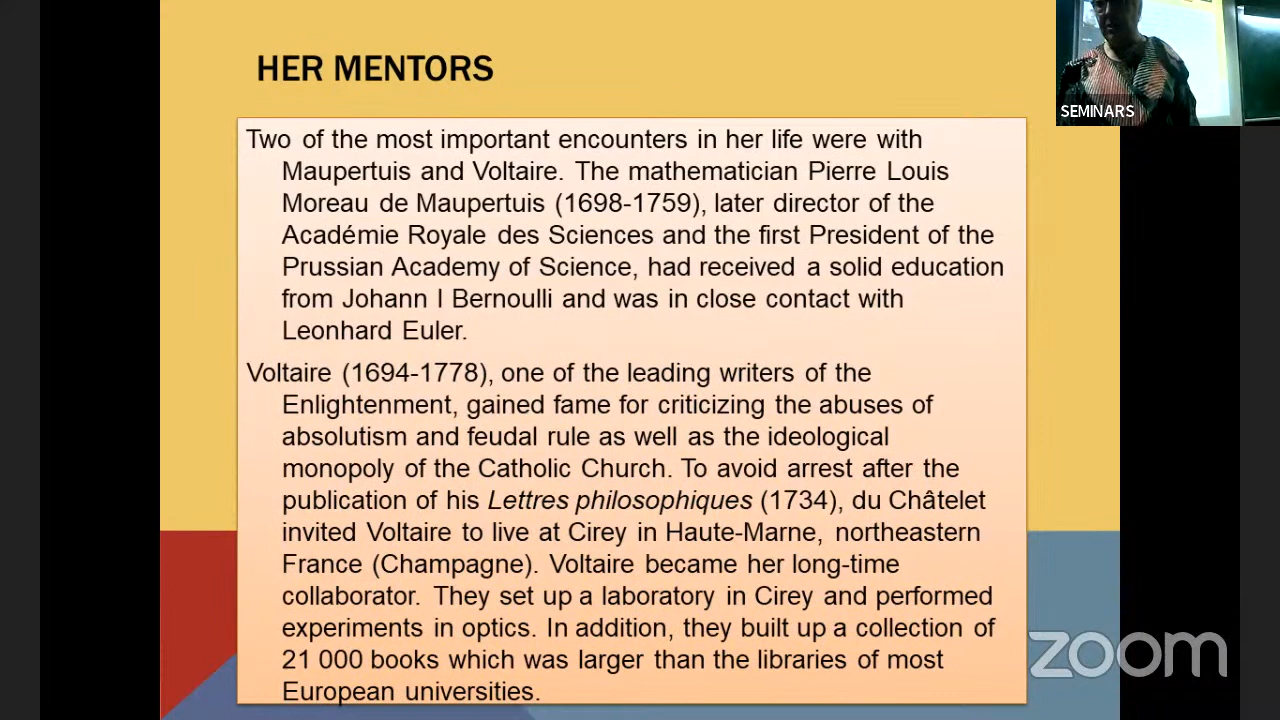 HER MENTORS
SEMINARS
Two of the most important encounters in her life were with
Maupertuis and Voltaire. The mathematician Pierre Louis
Moreau de Maupertuis (1698-1759), later director of the
Académie Royale des Sciences and the first President of the
Prussian Academy of Science, had received a solid education
from Johann I Bernoulli and was in close contact with
Leonhard Euler.
Voltaire (1694-1778), one of the leading writers of the
Enlightenment, gained fame for criticizing the abuses of
absolutism and feudal rule as well as the ideological
monopoly of the Catholic Church. To avoid arrest after the
publication of his Lettres philosophiques (1734), du Châtelet
invited Voltaire to live at Cirey in Haute-Marne, northeastern
France (Champagne). Voltaire became her long-time
collaborator. They set up a laboratory in Cirey and performed
experiments in optics. In addition, they built up a collection of
21 000 books which was larger than the libraries of most
European universities.
zoom